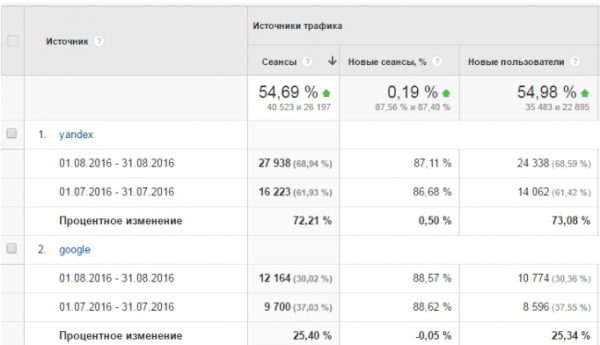 Источники трафика
Источник ?
Сеансы ? ↓ Новые сеансы, % ? Новые пользователи ?
54,69 % 0,19 % 54,98 %
40 523 и 26 197 87,56 % и 87,40 % 35 483 и 22 895
1. yandex
01.08.2016 - 31.08.2016 27 938 (68,94 %) 87,11 % 24 338 (68,59 %)
01.07.2016 - 31.07.2016 16 223 (61,93 %) 86,68 % 14 062 (61,42 %)
Процентное изменение 72,21 % 0,50 % 73,08 %
2. google
01.08.2016 - 31.08.2016 12 164 (30,02 %) 88,57 % 10 774 (30,36 %)
01.07.2016 - 31.07.2016 9 700 (37,03 %) 88,62 % 8 596 (37,55 %)
Процентное изменение 25,40 % -0,05 % 25,34 %